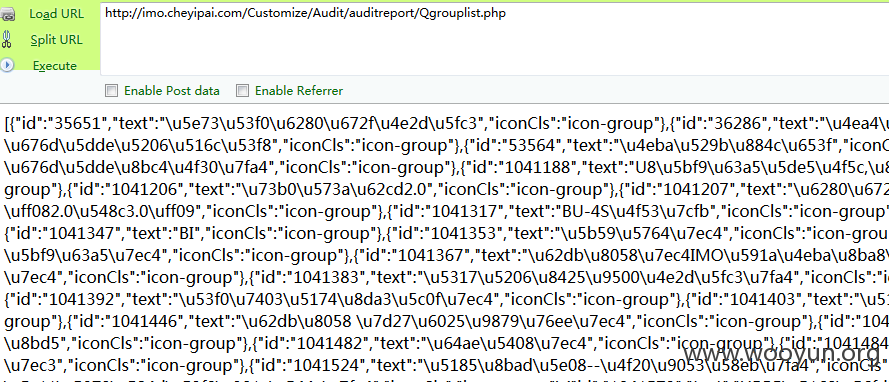 Load URL
http://imo.cheyipai.com/Customize/Audit/auditreport/Qgrouplist.php
Split URL
Execute
Enable Post data Enable Referrer
[{"id":"35651","text":"\u5e73\u53f0\u6280\u672f\u4e2d\u5fc3","iconCls":"icon-group"},{"id":"36286","text":"\u4ea4\
\u676d\u5dde\u5206\u516c\u53f8","iconCls":"icon-group"},{"id":"53564","text":"\u4eba\u529b\u884c\u653f","iconC
\u676d\u5dde\u8bc4\u4f30\u7fa4","iconCls":"icon-group"},{"id":"1041188","text":"U8\u5bf9\u63a5\u5de5\u4f5c,\u8
group"},{"id":"1041206","text":"\u73b0\u573a\u62cd2.0","iconCls":"icon-group"},{"id":"1041207","text":"\u6280\u672
\uff082.0\u548c3.0\uff09","iconCls":"icon-group"},{"id":"1041317","text":"BU-4S\u4f53\u7cfb","iconCls":"icon-group"
{"id":"1041347","text":"BI","iconCls":"icon-group"},{"id":"1041353","text":"\u5b59\u5764\u7ec4","iconCls":"icon-group
\u5bf9\u63a5\u7ec4","iconCls":"icon-group"},{"id":"1041367","text":"\u62db\u8058\u7ec4IMO\u591a\u4eba\u8ba8
\u7ec4","iconCls":"icon-group"},{"id":"1041383","text":"\u5317\u5206\u8425\u9500\u4e2d\u5fc3\u7fa4","iconCls":"ico
{"id":"1041392","text":"\u53f0\u7403\u5174\u8da3\u5c0f\u7ec4","iconCls":"icon-group"},{"id":"1041403","text":"\u51
group"},{"id":"1041446","text":"\u62db\u8058 \u7d27\u6025\u9879\u76ee\u7ec4","iconCls":"icon-group"},{"id":"104
\u8bd5","iconCls":"icon-group"},{"id":"1041482","text":"\u64ae\u5408\u7ec4","iconCls":"icon-group"},{"id":"1041484
\u7ec3","iconCls":"icon-group"},{"id":"1041524","text":"\u5185\u8bad\u5e08--\u4f20\u9053\u58eb\u7fa4","iconCls"
www.wooyun.org